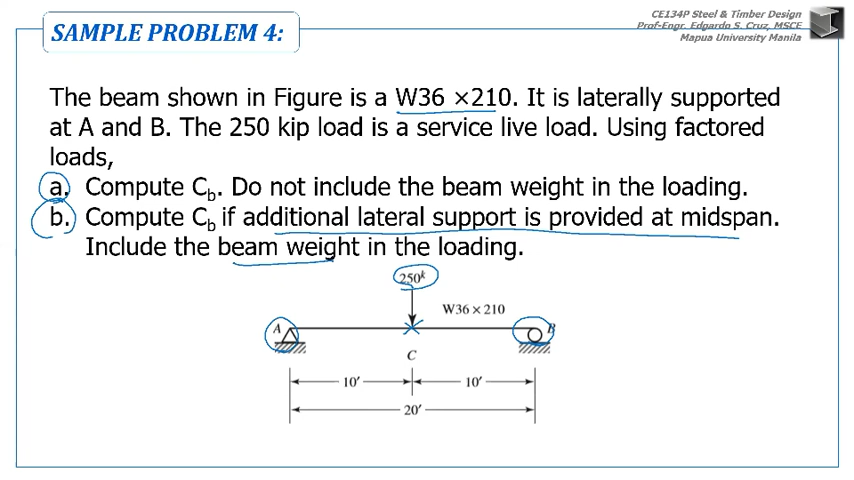 CE134P Steel & Timber Design
Prof-Engr. Edgardo S. Cruz, MSCE
Mapua University Manila
SAMPLE PROBLEM 4:
The beam shown in Figure is a W36 ×210. It is laterally supported
at A and B. The 250 kip load is a service live load. Using factored
loads,
a. Compute Cb. Do not include the beam weight in the loading.
b. Compute Cb if additional lateral support is provided at midspan.
Include the beam weight in the loading.
250k
W36 × 210
A
B
C
10′ 10′
20′